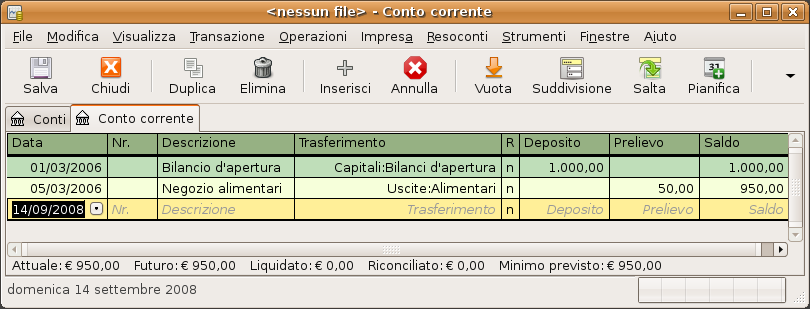 <nessun file> - Conto corrente
File Modifica Visualizza Transazione Operazioni Impresa Resoconti Strumenti Finestre Aiuto
Salva Chiudi Duplica Elimina Inserisci Annulla Vuota Suddivisione Salta Pianifica
Conti Conto corrente
Data Nr. Descrizione Trasferimento R Deposito Prelievo Saldo
01/03/2006 Bilancio d'apertura Capitali:Bilanci d'apertura n 1.000,00 1.000,00
05/03/2006 Negozio alimentari Uscite:Alimentari n 50,00 950,00
14/09/2008 Nr. Descrizione Trasferimento n Deposito Prelievo Saldo
Attuale: € 950,00 Futuro: € 950,00 Liquidato: € 0,00 Riconciliato: € 0,00 Minimo previsto: € 950,00
domenica 14 settembre 2008